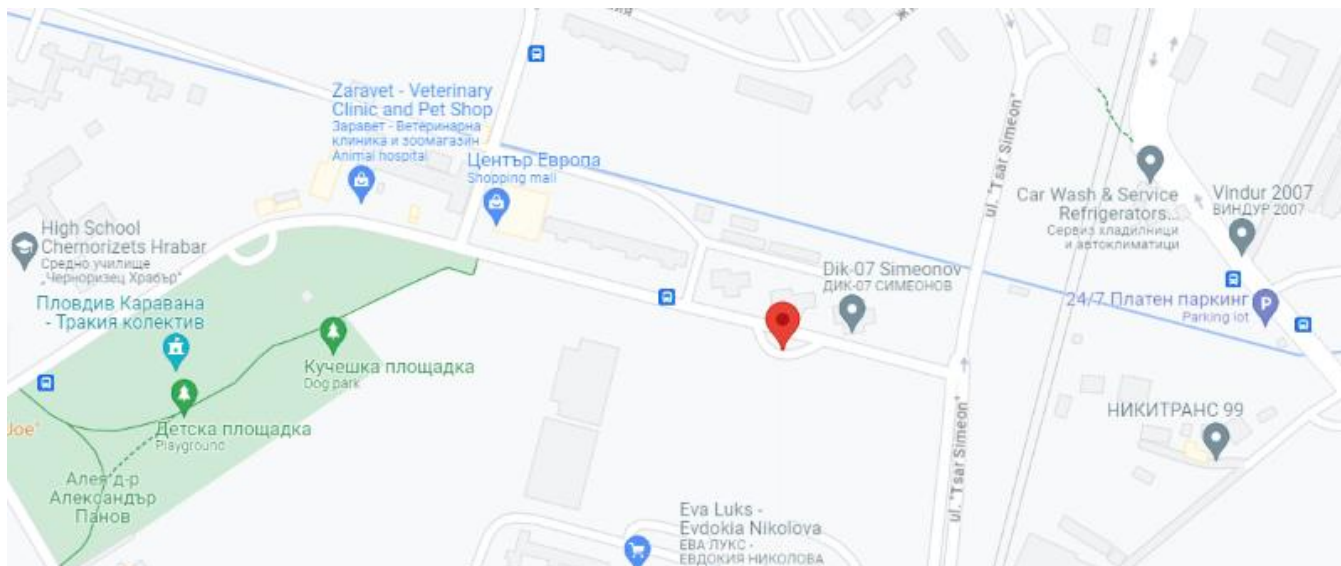 Zaravet - Veterinary
Clinic and Pet Shop
Заравет - Ветеринарна
клиника и зоомагазин
Animal hospital
Център Европа
Shopping mall
High School
Chernorizets Hrabar
Средно училище
„Черноризец Храбър"
Пловдив Каравана
- Тракия колектив
Кучешка площадка
Dog park
Детска площадка
Playground
Joe"
Алея д-р
Александър
Панов
Dik-07 Simeonov
ДИК-07 СИМЕОНОВ
ul. "Tsar Simeon"
ul. "Tsar Simeon"
Car Wash & Service
Refrigerators...
Сервиз хладилници
и автоклиматици
Vindur 2007
ВИНДУР 2007
24/7 Платен паркинг
Parking lot
P
НИКИТРАНС 99
Eva Luks -
Evdokia Nikolova
ЕВА ЛУКС -
ЕВДОКИЯ НИКОЛОВА